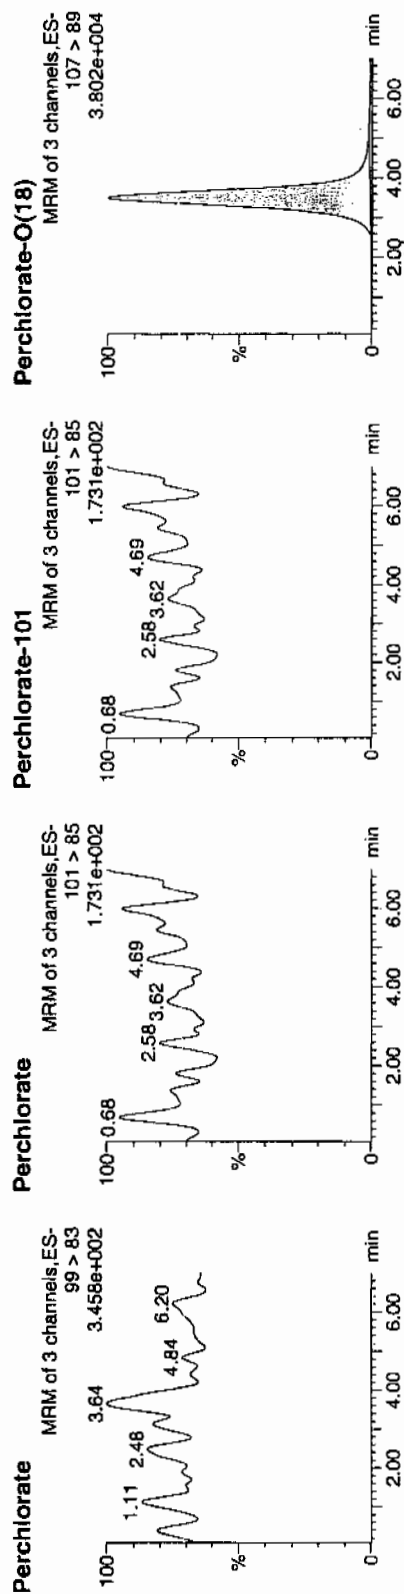 Perchlorate
MRM of 3 channels,ES-
99 > 83
3.458e+002
3.64
1.11
2.48
4.84
6.20
100
%
0
2.00
4.00
6.00
min
Perchlorate
MRM of 3 channels,ES-
101 > 85
1.731e+002
0.68
2.58
3.62
4.69
100
%
0
2.00
4.00
6.00
min
Perchlorate-101
MRM of 3 channels,ES-
101 > 85
1.731e+002
0.68
2.58
3.62
4.69
100
%
0
2.00
4.00
6.00
min
Perchlorate-O(18)
MRM of 3 channels,ES-
107 > 89
3.802e+004
100
%
0
2.00
4.00
6.00
min